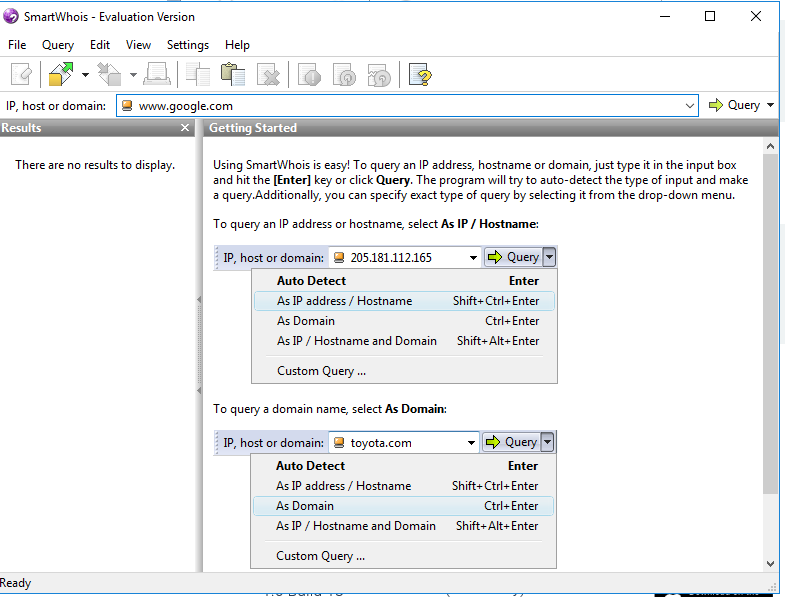 SmartWhois - Evaluation Version
File Query Edit View Settings Help
IP, host or domain: www.google.com Query
Results
Getting Started
There are no results to display.
Using SmartWhois is easy! To query an IP address, hostname or domain, just type it in the input box
and hit the [Enter] key or click Query. The program will try to auto-detect the type of input and make
a query.Additionally, you can specify exact type of query by selecting it from the drop-down menu.
To query an IP address or hostname, select As IP / Hostname:
IP, host or domain: 205.181.112.165 Query
Auto Detect Enter
As IP address / Hostname Shift+Ctrl+Enter
As Domain Ctrl+Enter
As IP / Hostname and Domain Shift+Alt+Enter
Custom Query ...
To query a domain name, select As Domain:
IP, host or domain: toyota.com Query
Auto Detect Enter
As IP address / Hostname Shift+Ctrl+Enter
As Domain Ctrl+Enter
As IP / Hostname and Domain Shift+Alt+Enter
Custom Query ...
Ready